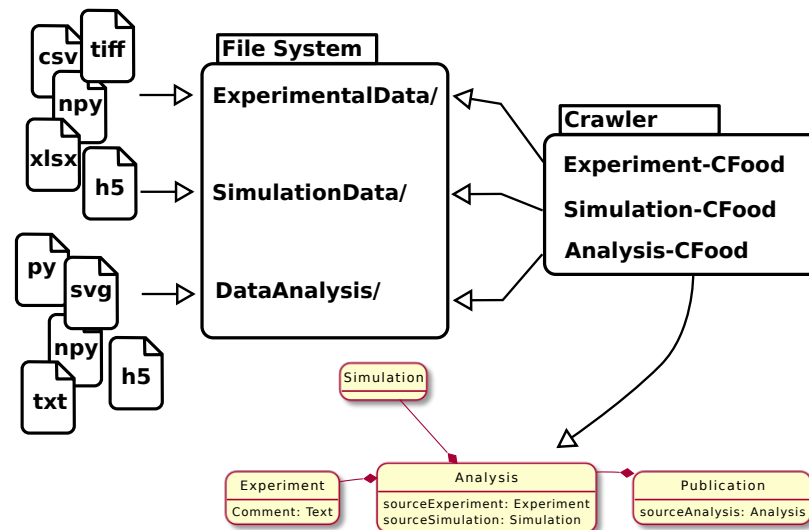 csv
tiff
npy
xlsx
h5
File System
ExperimentalData/
SimulationData/
DataAnalysis/
Crawler
Experiment-CFood
Simulation-CFood
Analysis-CFood
py
svg
npy
h5
txt
Simulation
Experiment
Comment: Text
Analysis
sourceExperiment: Experiment
sourceSimulation: Simulation
Publication
sourceAnalysis: Analysis